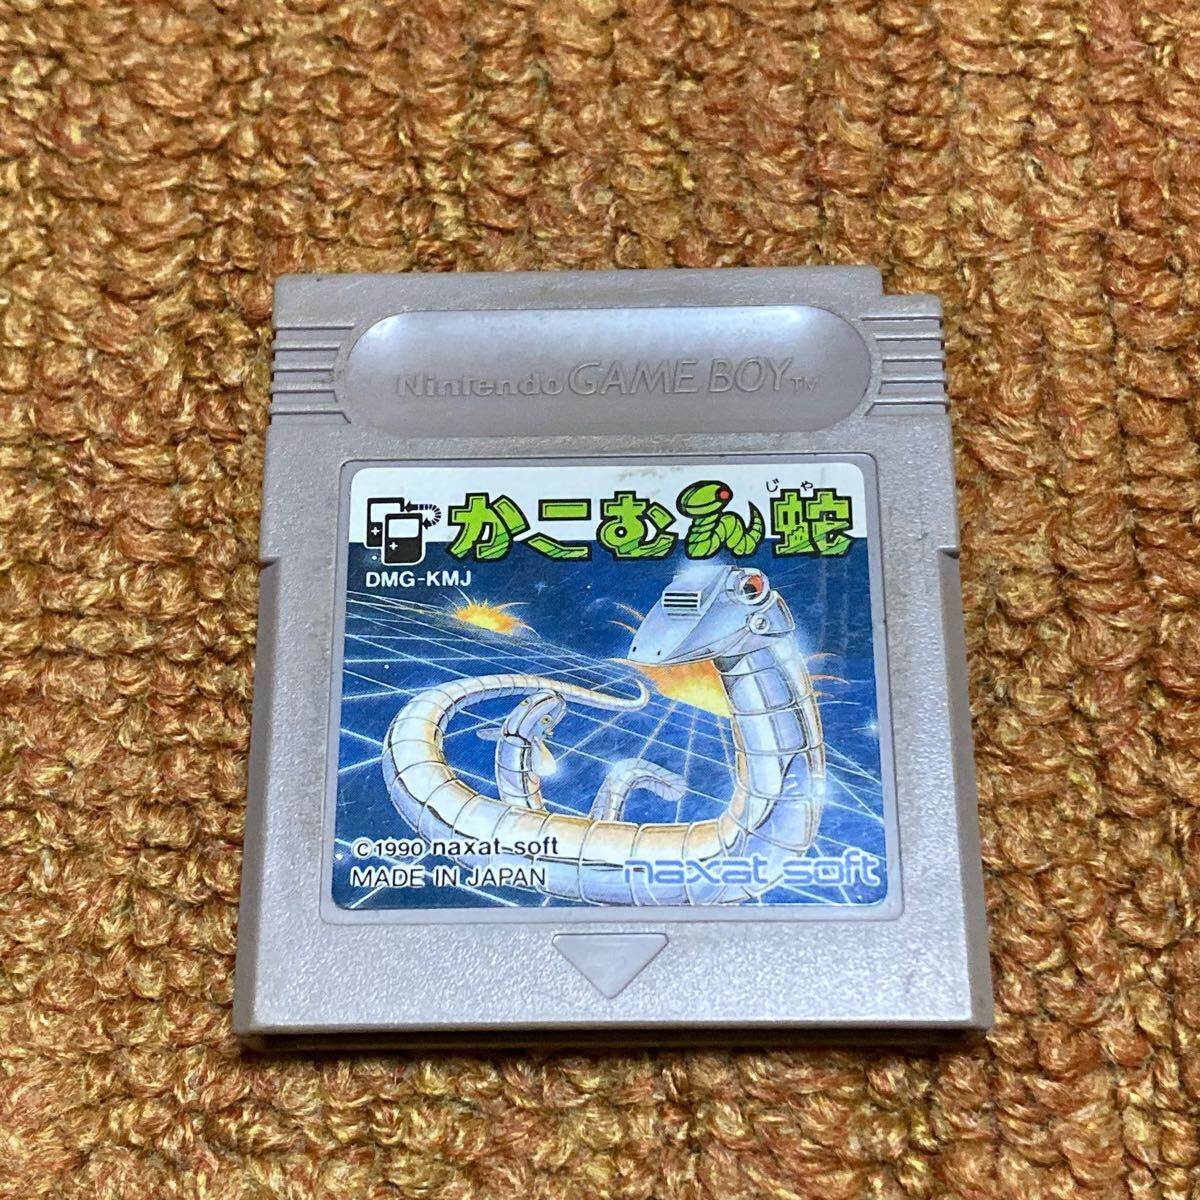 Nintendo GAME BOY TM
じゃ
かこむん蛇
DMG-KMJ
©1990 naxat soft
MADE IN JAPAN
naxat soft